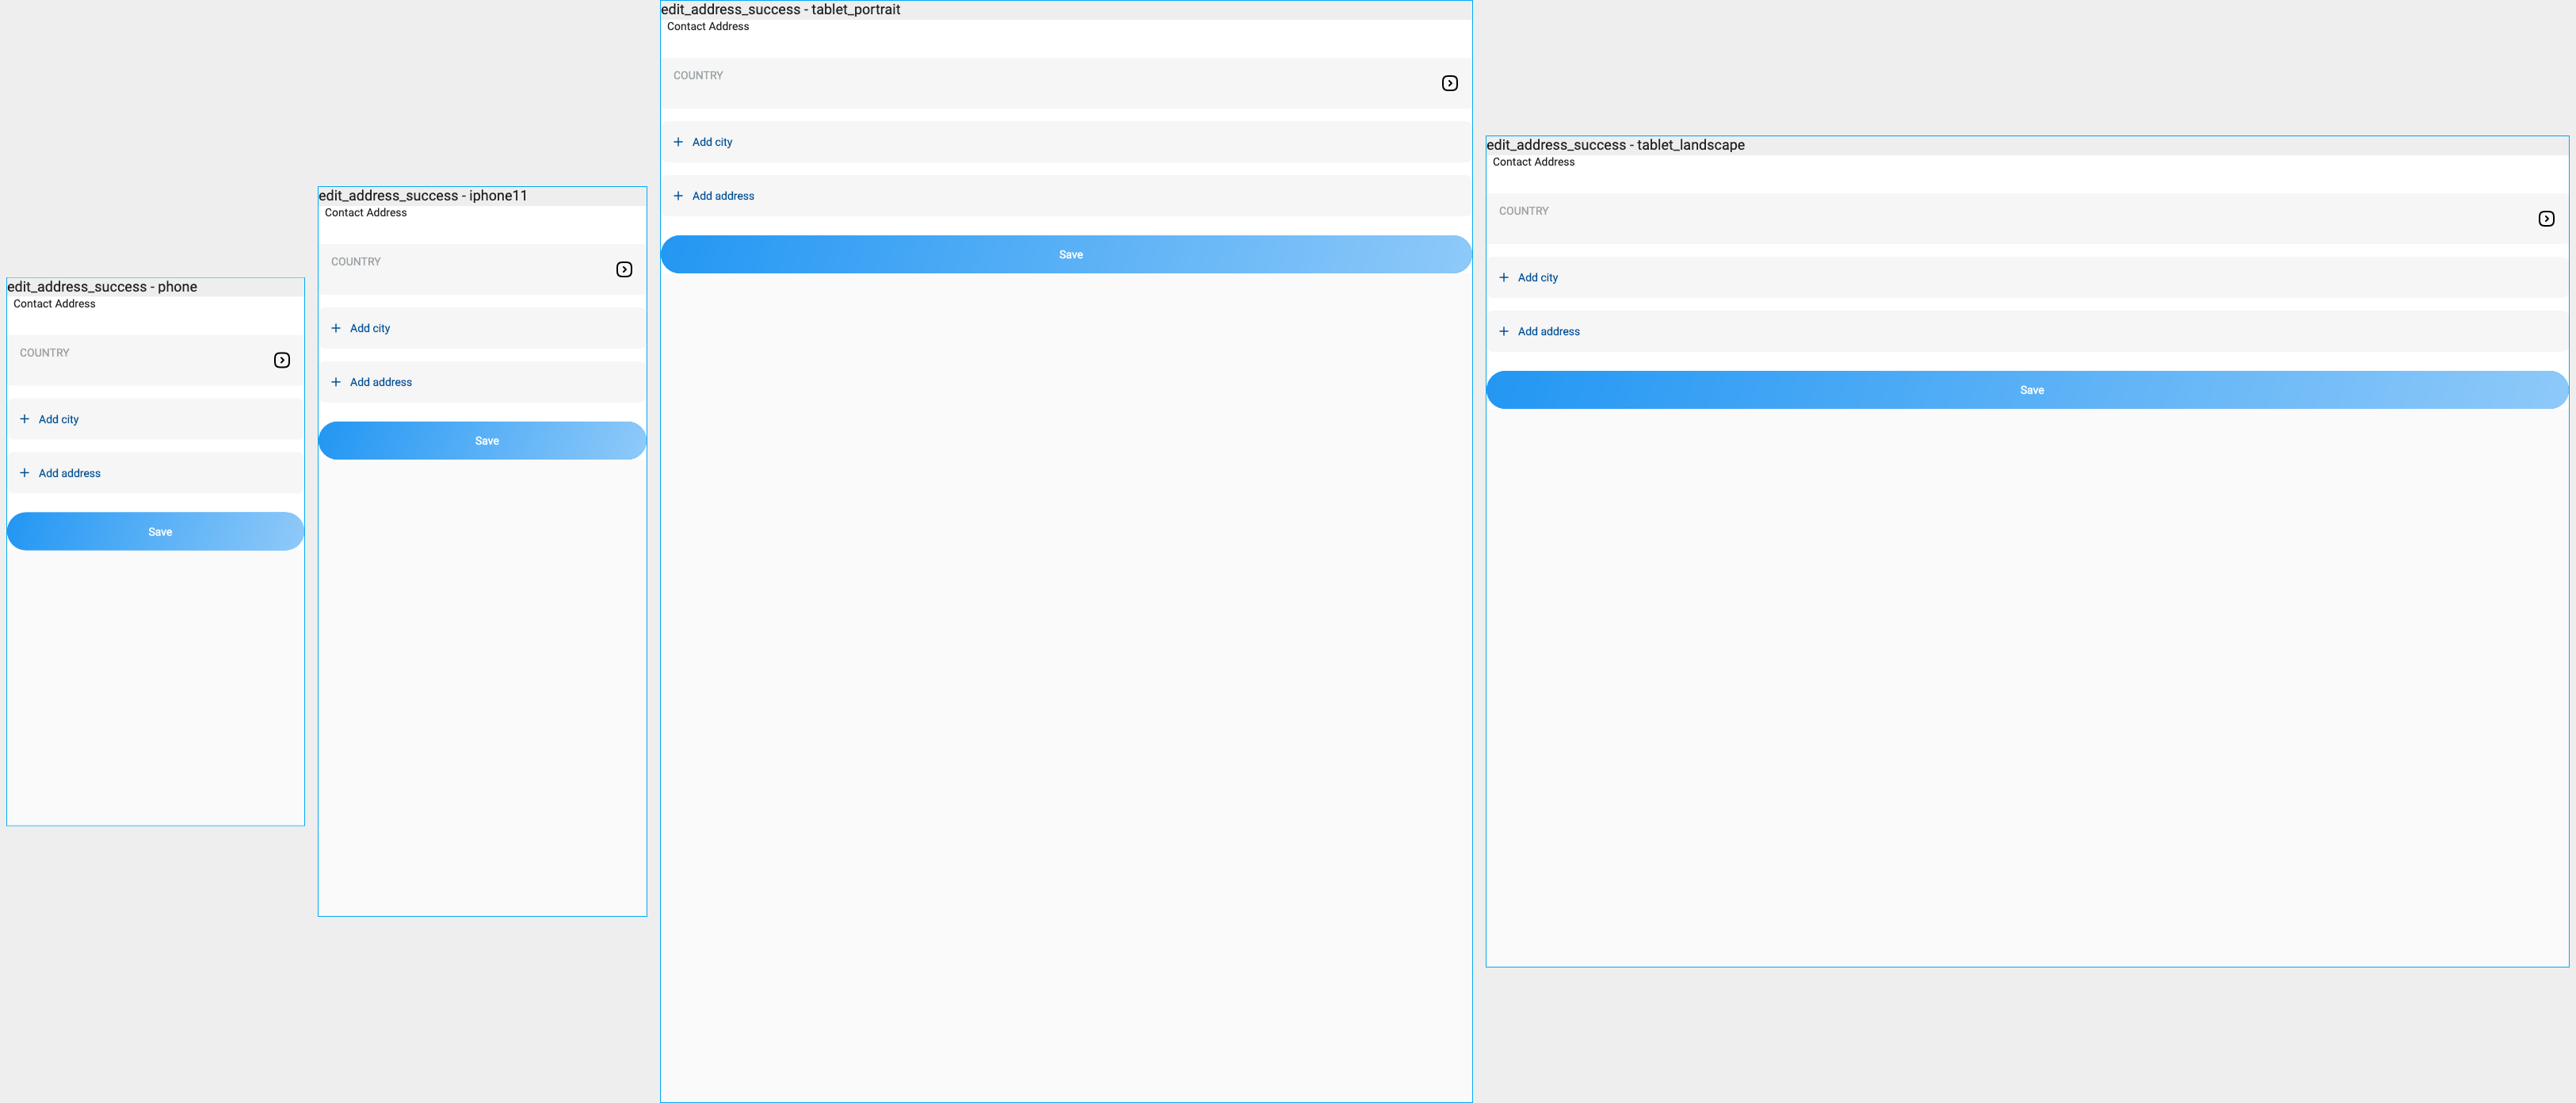 edit_address_success - phone
Contact Address
COUNTRY
Add city
Add address
Save
edit_address_success - iphone11
Contact Address
COUNTRY
Add city
Add address
Save
edit_address_success - tablet_portrait
Contact Address
COUNTRY
Add city
Add address
Save
edit_address_success - tablet_landscape
Contact Address
COUNTRY
Add city
Add address
Save